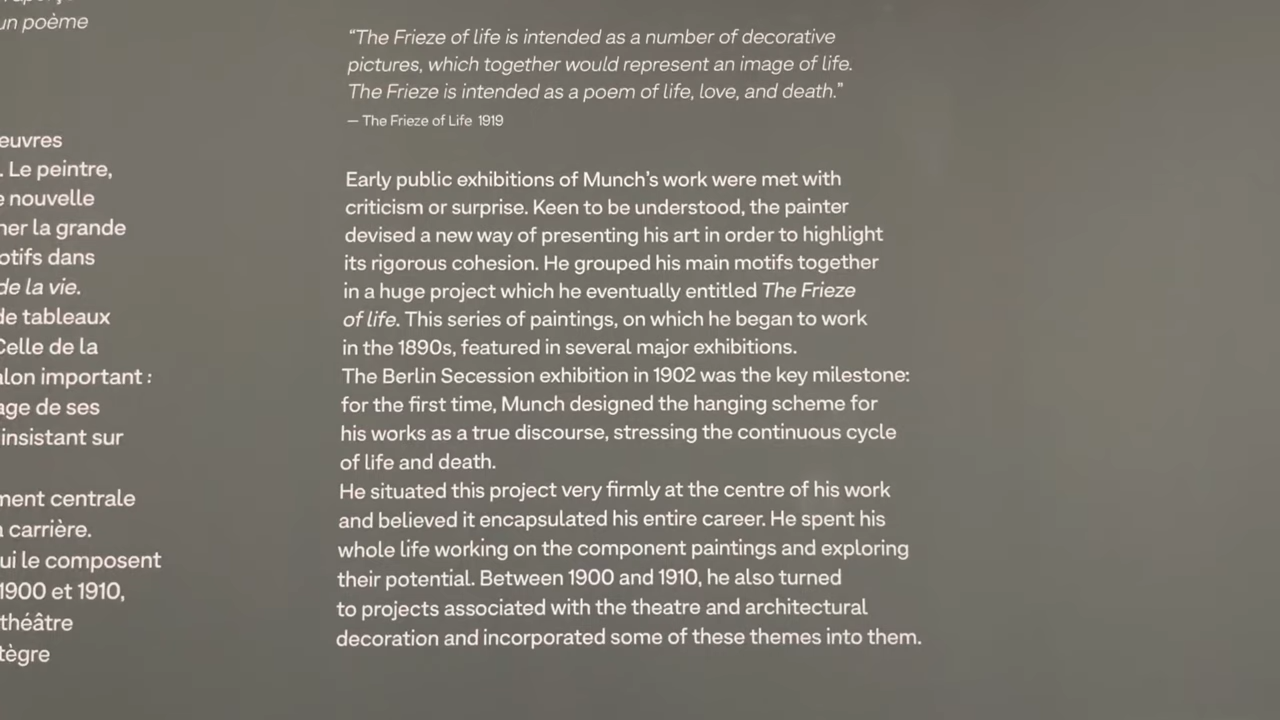 un poème
euvres
. Le peintre,
nouvelle
la grande
dans
de la vie.
de tableaux
Celle de la
important :
de ses
insistant sur
centrale
carrière.
le composent
1900 et 1910,
théâtre
“The Frieze of life is intended as a number of decorative
pictures, which together would represent an image of life.
The Frieze is intended as a poem of life, love, and death.”
— The Frieze of Life 1919
Early public exhibitions of Munch’s work were met with
criticism or surprise. Keen to be understood, the painter
devised a new way of presenting his art in order to highlight
its rigorous cohesion. He grouped his main motifs together
in a huge project which he eventually entitled The Frieze
of life. This series of paintings, on which he began to work
in the 1890s, featured in several major exhibitions.
The Berlin Secession exhibition in 1902 was the key milestone:
for the first time, Munch designed the hanging scheme for
his works as a true discourse, stressing the continuous cycle
of life and death.
He situated this project very firmly at the centre of his work
and believed it encapsulated his entire career. He spent his
whole life working on the component paintings and exploring
their potential. Between 1900 and 1910, he also turned
to projects associated with the theatre and architectural
decoration and incorporated some of these themes into them.